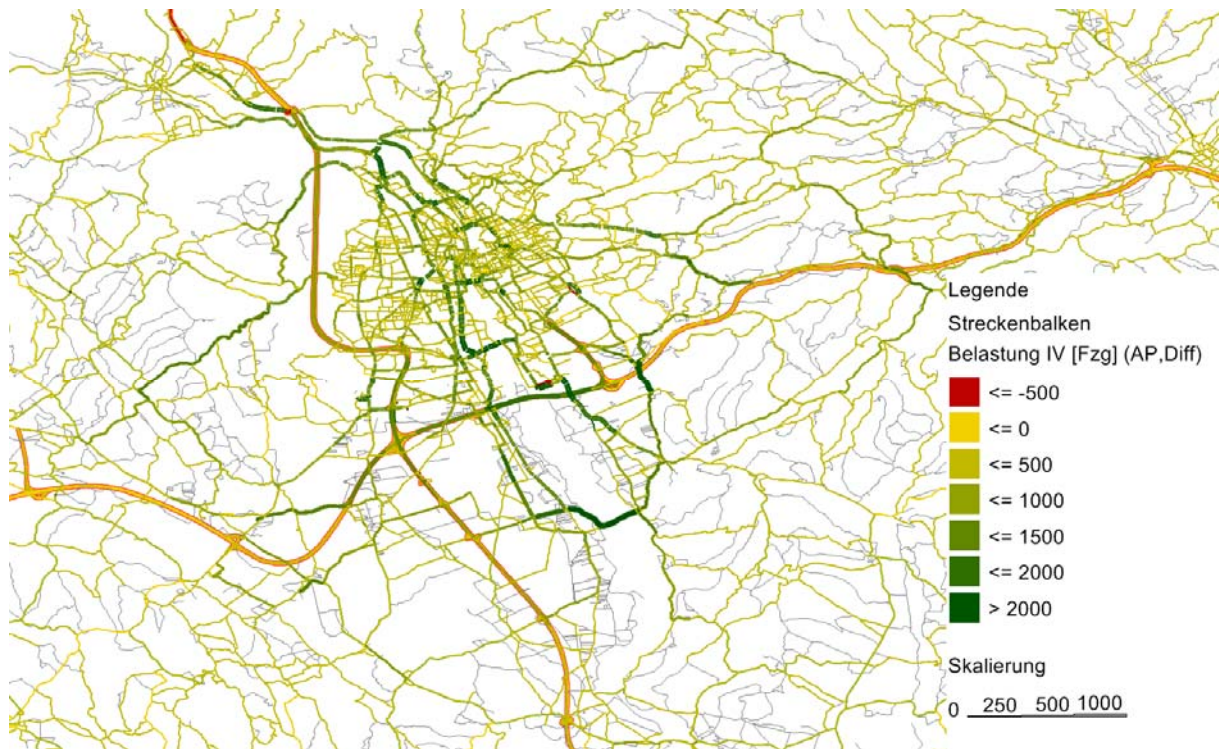 Legende
Streckenbalken
Belastung IV [Fzg] (AP,Diff)
<= -500
<= 0
<= 500
<= 1000
<= 1500
<= 2000
> 2000
Skalierung
0 250 500 1000